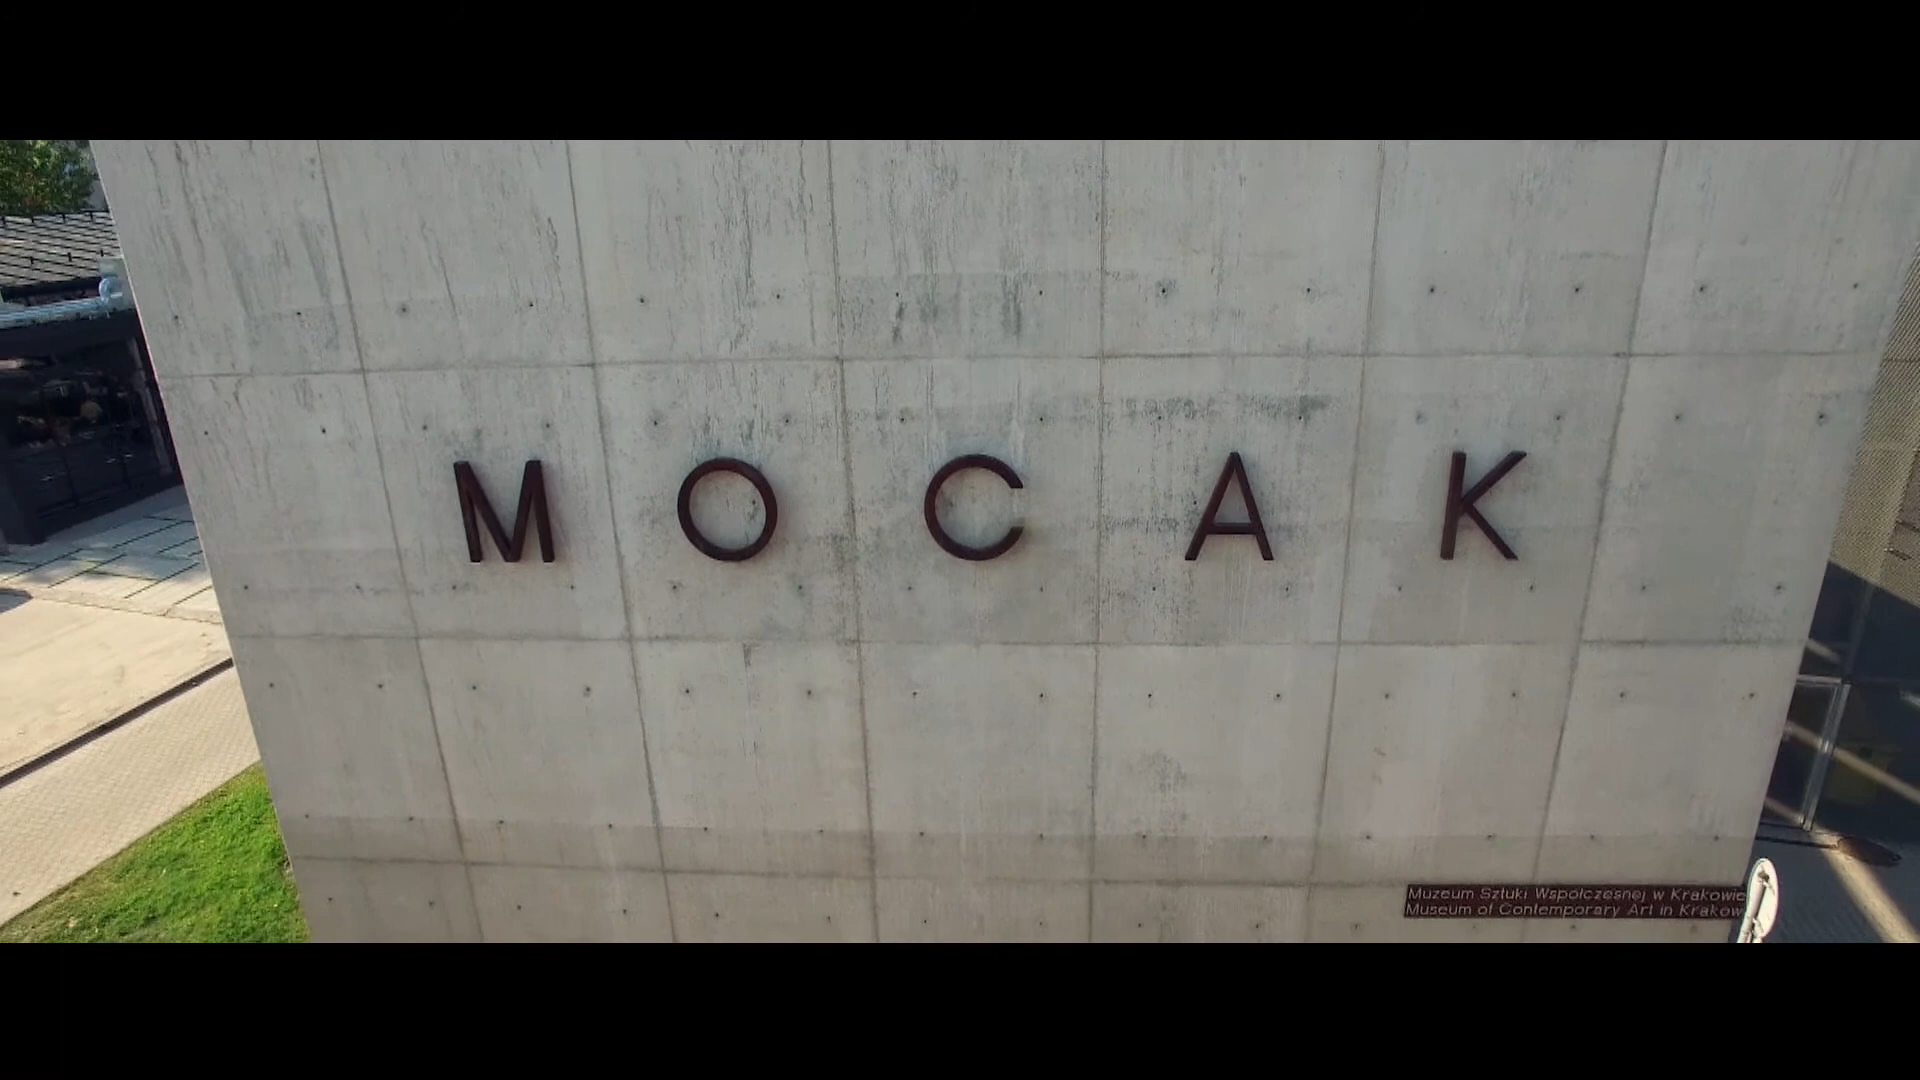 MOCAK
Muzeum Sztuki Współczesnej w Krakowie
Museum of Contemporary Art in Krakow